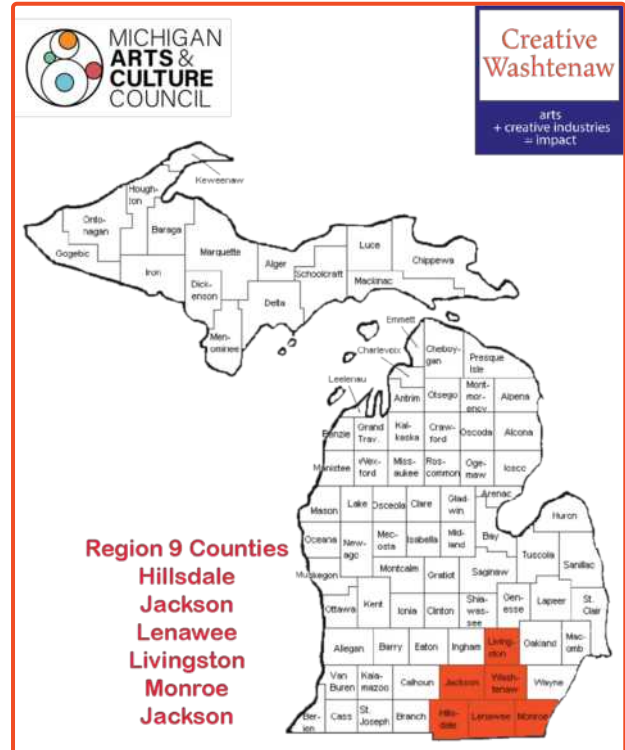 MICHIGAN
ARTS &
CULTURE
COUNCIL
Creative
Washtenaw
arts
+ creative industries
= impact
Keweenaw
Hough-
ton
Onto-
nagan
Baraga
Gogebic
Iron
Marquette
Dick-
enson
Men-
ominee
Alger
Delta
Schoolcraft
Luce
Mackinac
Chippewa
Emmett
Charlevoix
Cheboy-
gan
Presque
Isle
Leelenau
Antrim
Otsego
Mont-
mor-
ency
Alpena
Benzie
Grand
Trav.
Kal-
kaska
Craw-
ford
Oscoda
Alcona
Manistee
Wex-
ford
Miss-
aukee
Ros-
common
Oge-
maw
Iosco
Mason
Lake
Osceola
Clare
Glad-
win
Arenac
Huron
Oceana
New-
ago
Mec-
osta
Isabella
Mid-
land
Bay
Tuscola
Sanillac
Muskegon
Montcalm
Gratiot
Saginaw
Ottawa
Kent
Ionia
Clinton
Shia-
was-
see
Gen-
esse
Lapeer
St.
Clair
Allegan
Barry
Eaton
Ingham
Living-
ston
Oakland
Mac-
omb
Van
Buren
Kala-
mazoo
Calhoun
Jackson
Wash-
tenaw
Wayne
Ber-
rien
Cass
St.
Joseph
Branch
Hills-
dale
Lenawee
Monroe
Region 9 Counties
Hillsdale
Jackson
Lenawee
Livingston
Monroe
Jackson